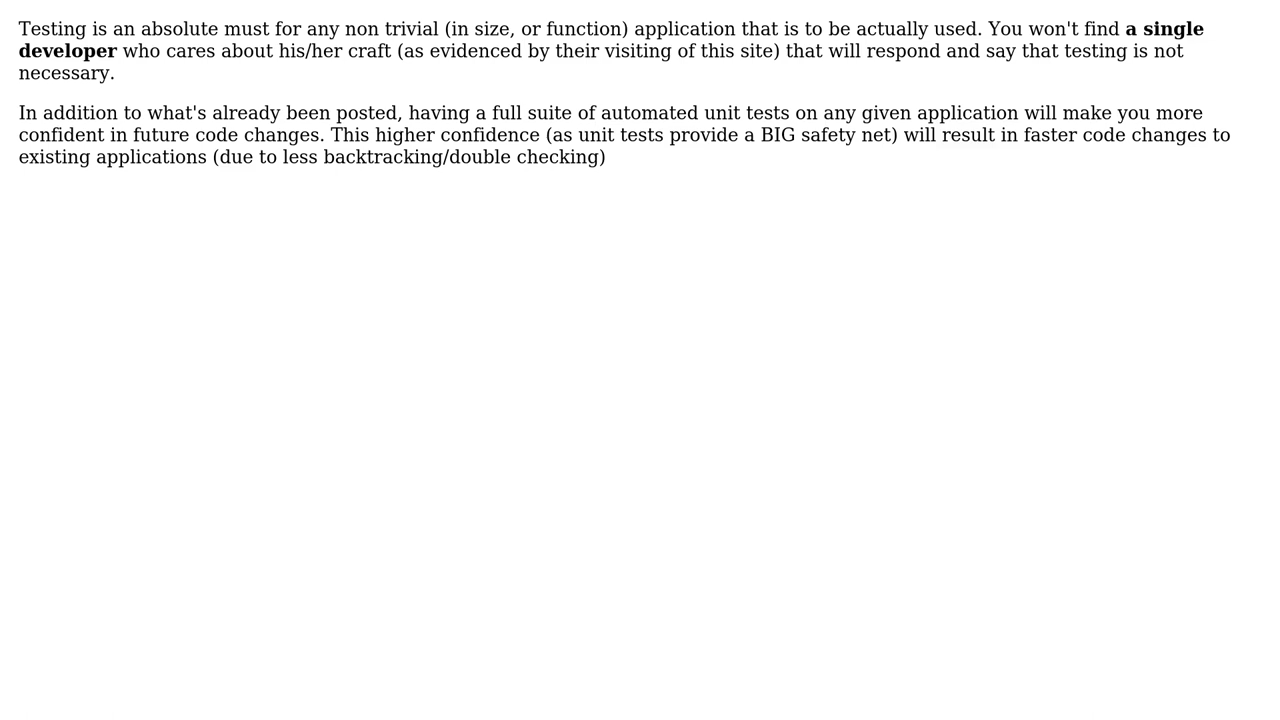 Testing is an absolute must for any non trivial (in size, or function) application that is to be actually used. You won't find a single
developer who cares about his/her craft (as evidenced by their visiting of this site) that will respond and say that testing is not
necessary.
In addition to what's already been posted, having a full suite of automated unit tests on any given application will make you more
confident in future code changes. This higher confidence (as unit tests provide a BIG safety net) will result in faster code changes to
existing applications (due to less backtracking/double checking)